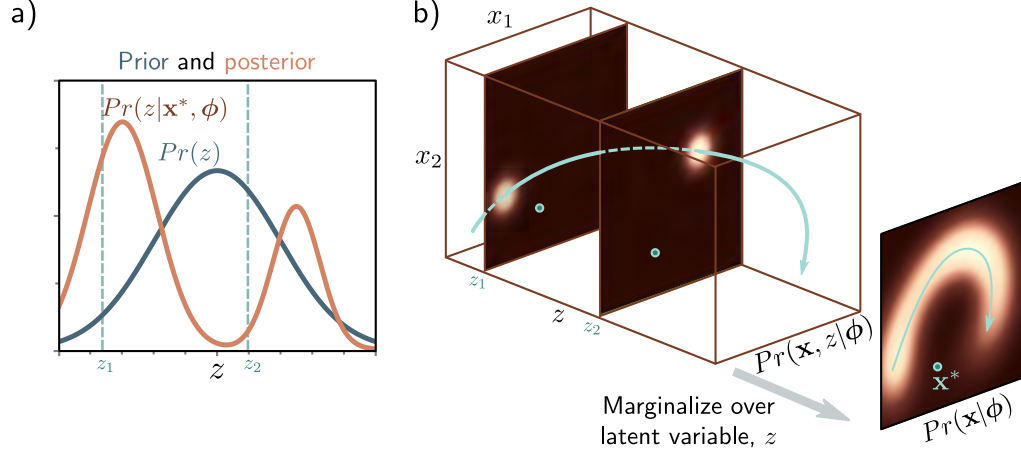 a)
Prior and posterior
Pr(z|x*, ϕ)
Pr(z)
z₁
z
z₂
b)
x₁
x₂
z₁
z
z₂
Pr(x, z|ϕ)
Marginalize over
latent variable, z
x*
Pr(x|ϕ)